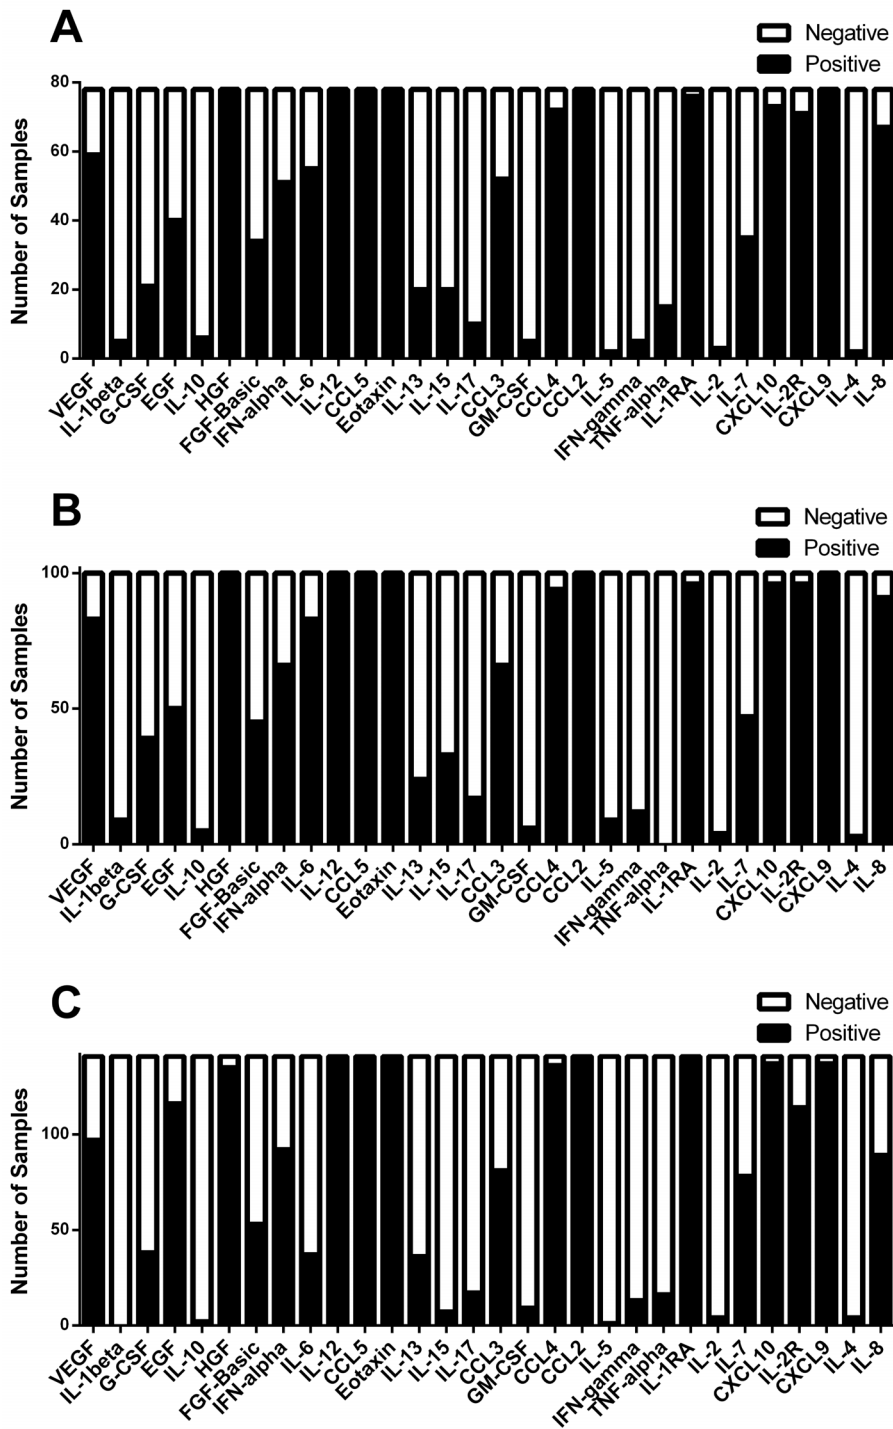 A
Negative
Positive
Number of Samples
80
60
40
20
0
VEGF
IL-1beta
G-CSF
EGF
IL-10
HGF
FGF-Basic
IFN-alpha
IL-6
IL-12
CCL5
Eotaxin
IL-13
IL-15
IL-17
CCL3
GM-CSF
CCL4
CCL2
IL-5
IFN-gamma
TNF-alpha
IL-1RA
IL-2
IL-7
CXCL10
IL-2R
CXCL9
IL-4
IL-8
B
Negative
Positive
Number of Samples
100
50
0
VEGF
IL-1beta
G-CSF
EGF
IL-10
HGF
FGF-Basic
IFN-alpha
IL-6
IL-12
CCL5
Eotaxin
IL-13
IL-15
IL-17
CCL3
GM-CSF
CCL4
CCL2
IL-5
IFN-gamma
TNF-alpha
IL-1RA
IL-2
IL-7
CXCL10
IL-2R
CXCL9
IL-4
IL-8
C
Negative
Positive
Number of Samples
100
50
0
VEGF
IL-1beta
G-CSF
EGF
IL-10
HGF
FGF-Basic
IFN-alpha
IL-6
IL-12
CCL5
Eotaxin
IL-13
IL-15
IL-17
CCL3
GM-CSF
CCL4
CCL2
IL-5
IFN-gamma
TNF-alpha
IL-1RA
IL-2
IL-7
CXCL10
IL-2R
CXCL9
IL-4
IL-8